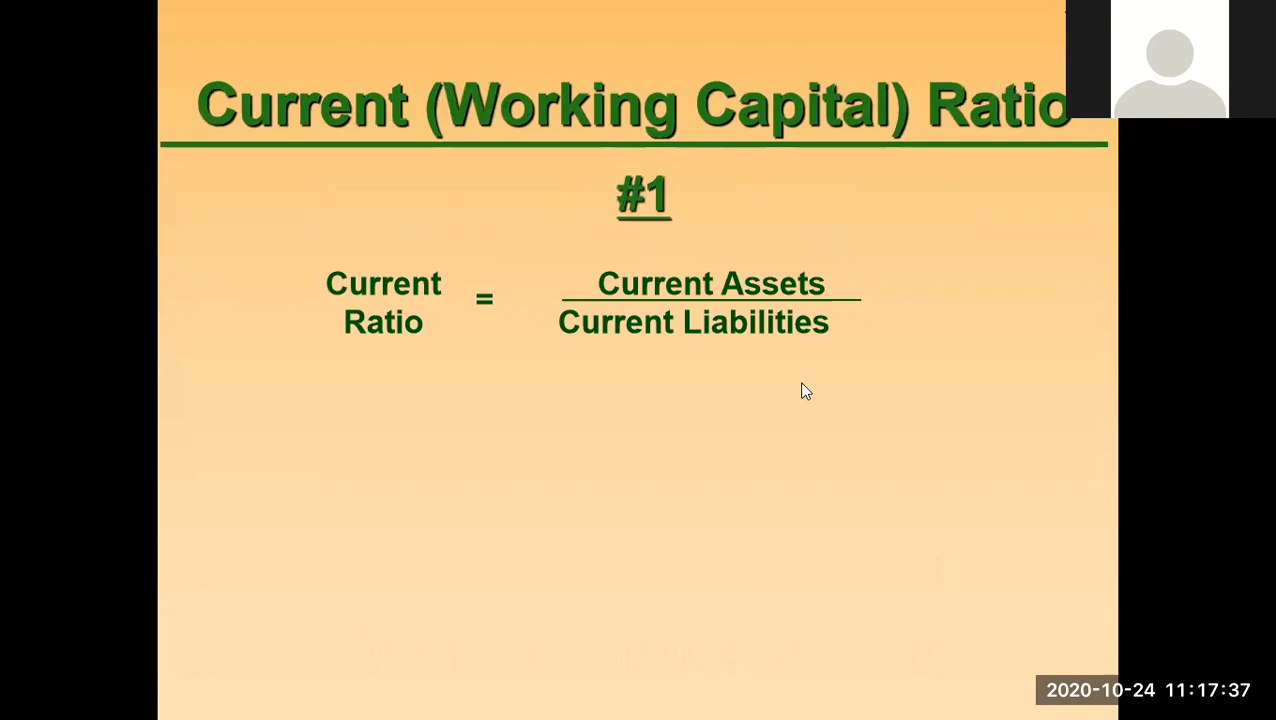 Current (Working Capital) Ratio
#1
Current
Ratio
=
Current Assets
Current Liabilities
2020-10-24 11:17:37